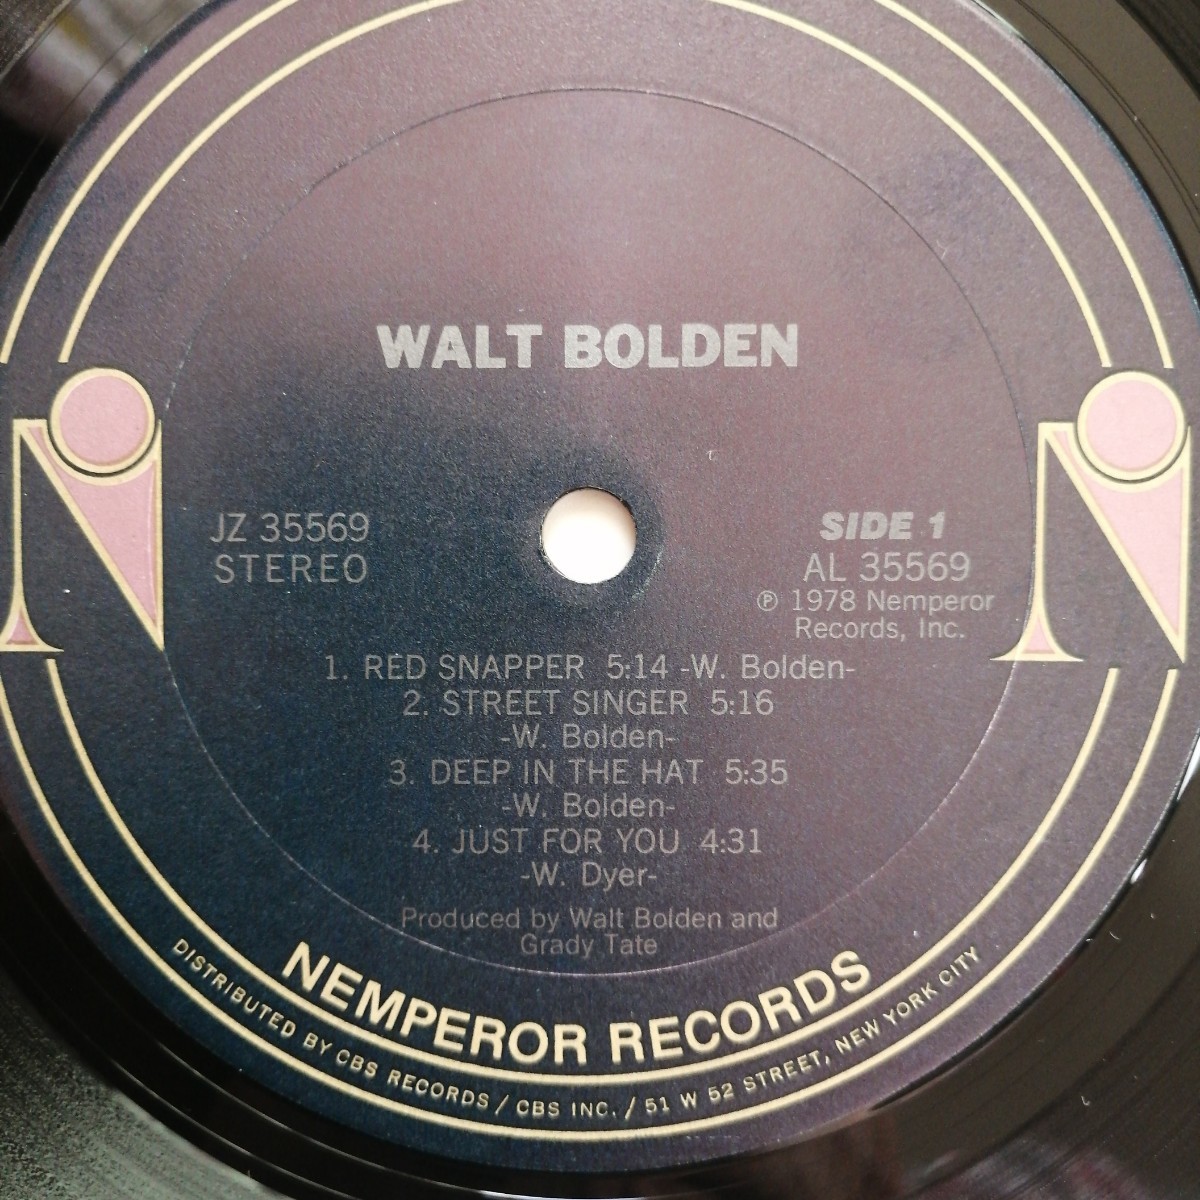 WALT BOLDEN
JZ 35569
STEREO
SIDE 1
AL 35569
℗ 1978 Nemperor
Records, Inc.
1. RED SNAPPER 5:14 -W. Bolden-
2. STREET SINGER 5:16
-W. Bolden-
3. DEEP IN THE HAT 5:35
-W. Bolden-
4. JUST FOR YOU 4:31
-W. Dyer-
Produced by Walt Bolden and
Grady Tate
NEMPEROR RECORDS
DISTRIBUTED BY CBS RECORDS / CBS INC. / 51 W 52 STREET, NEW YORK CITY